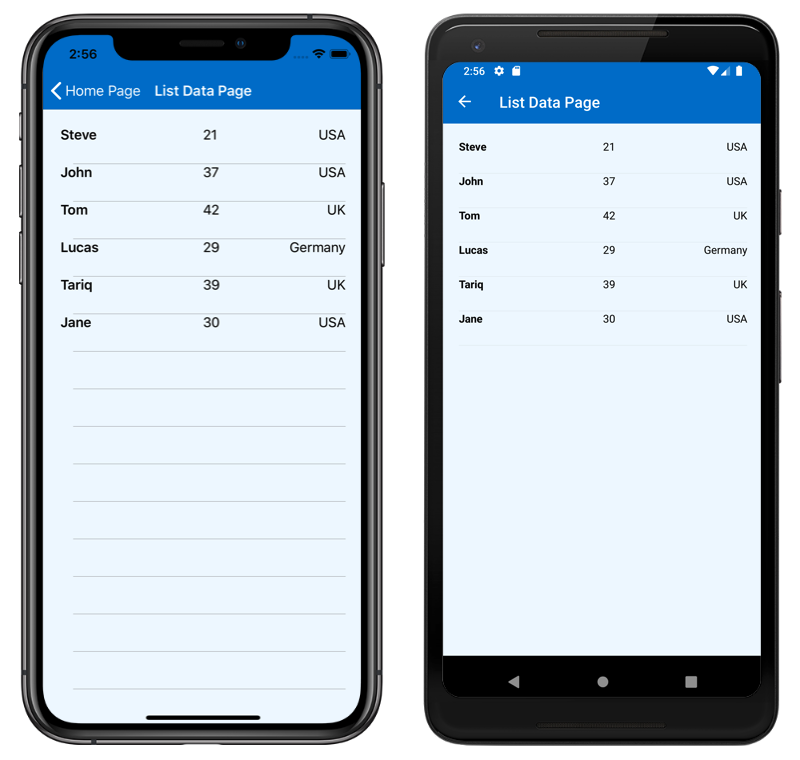 2:56
Home Page List Data Page
Steve 21 USA
John 37 USA
Tom 42 UK
Lucas 29 Germany
Tariq 39 UK
Jane 30 USA
2:56
List Data Page
Steve 21 USA
John 37 USA
Tom 42 UK
Lucas 29 Germany
Tariq 39 UK
Jane 30 USA